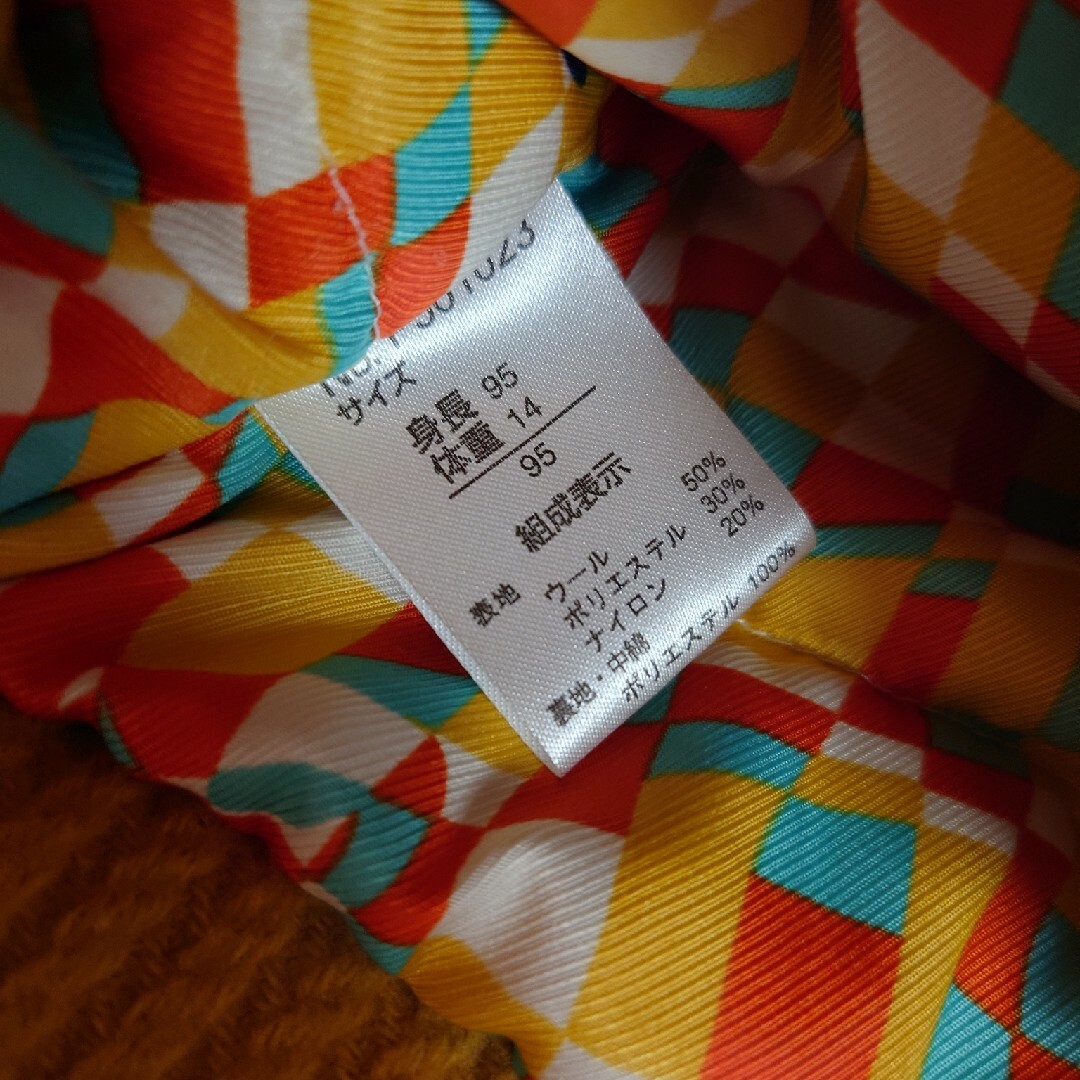 サイズ
身長 95
体重 14
95
組成表示
表地 ウール 50%
ポリエステル 30%
ナイロン 20%
裏地・中綿
ポリエステル 100%